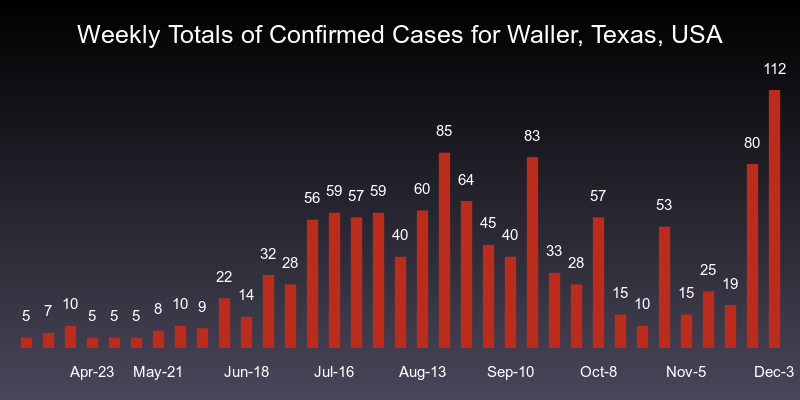 Weekly Totals of Confirmed Cases for Waller, Texas, USA
5 7 10 5 5 5 8 10 9 22 14 32 28 56 59 57 59 40 60 85 64 45 40 83 33 28 57 15 10 53 15 25 19 80 112
Apr-23 May-21 Jun-18 Jul-16 Aug-13 Sep-10 Oct-8 Nov-5 Dec-3